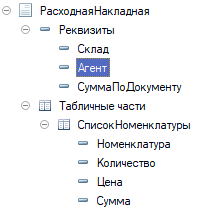 РасходнаяНакладная
Реквизиты
Склад
Агент
СуммаПоДокументу
Табличные части
СписокНоменклатуры
Номенклатура
Количество
Цена
Сумма